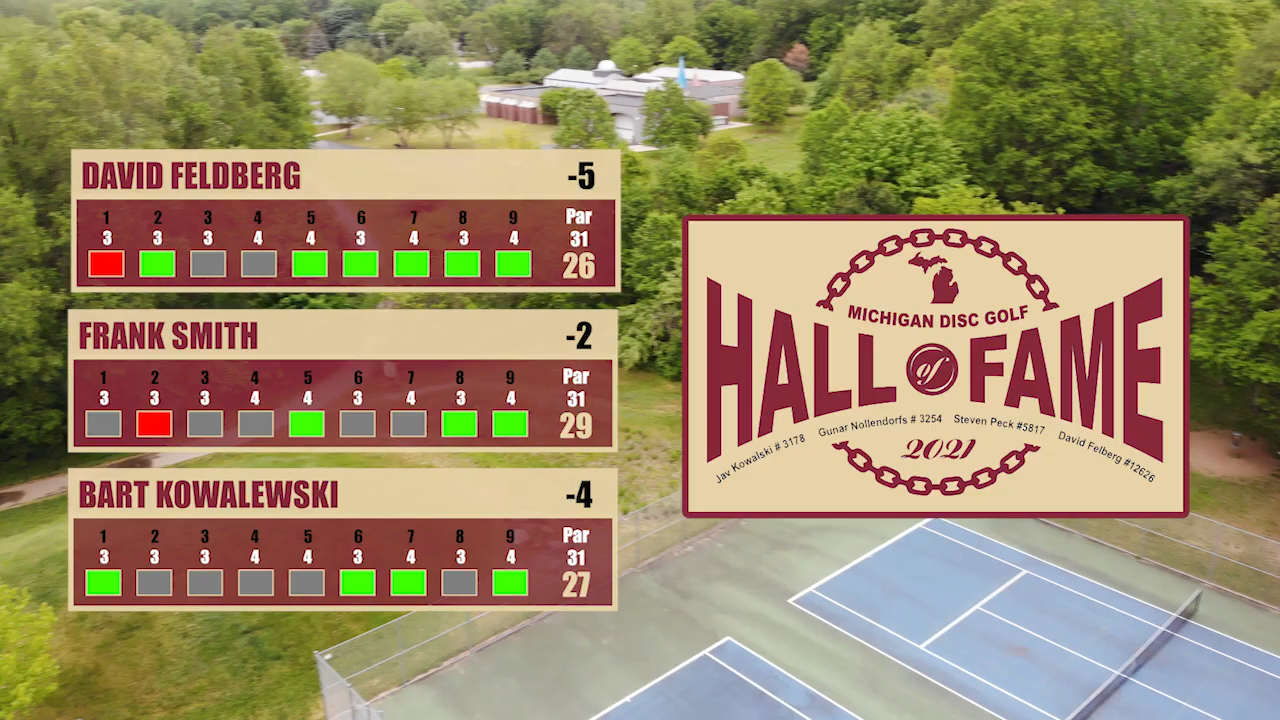 DAVID FELDBERG -5
1 2 3 4 5 6 7 8 9 Par
3 3 3 4 4 3 4 3 4 31
26
FRANK SMITH -2
1 2 3 4 5 6 7 8 9 Par
3 3 3 4 4 3 4 3 4 31
29
BART KOWALEWSKI -4
1 2 3 4 5 6 7 8 9 Par
3 3 3 4 4 3 4 3 4 31
27
MICHIGAN DISC GOLF
HALL of FAME
Jav Kowalski # 3178 Gunar Nollendorfs # 3254 Steven Peck #5817 David Felberg #12626
2021